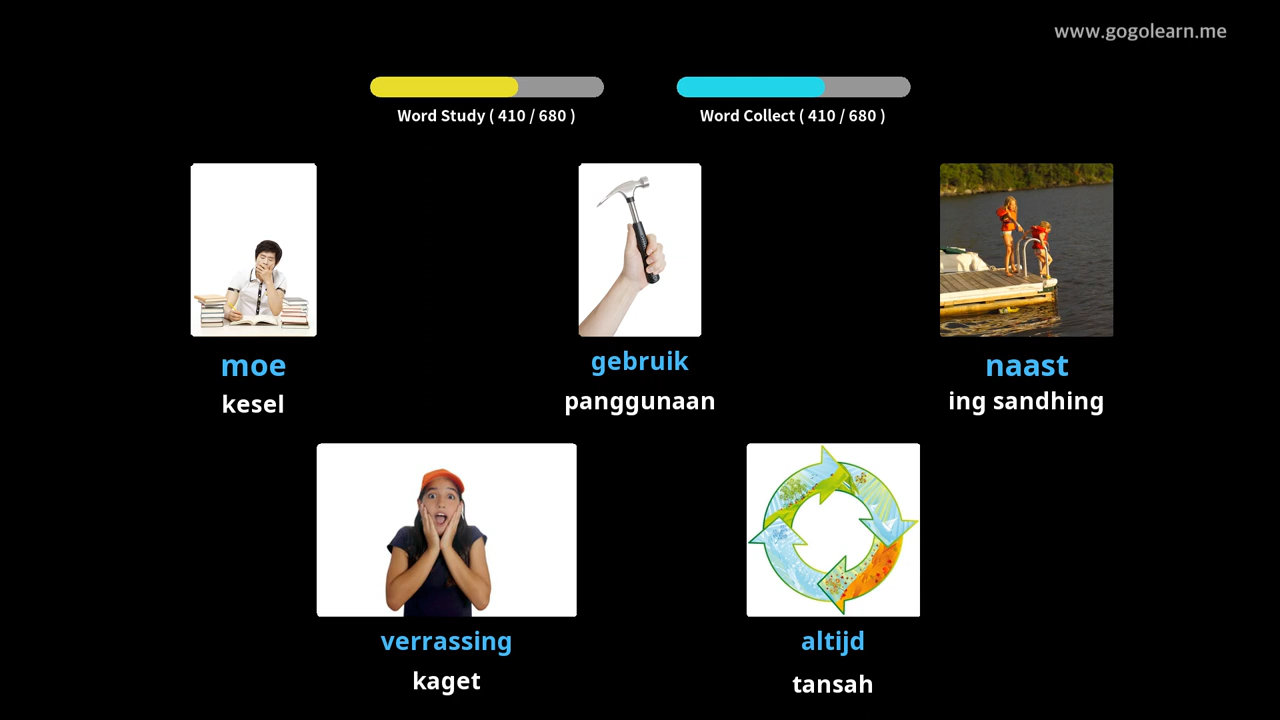 www.gogolearn.me
Word Study ( 410 / 680 )
Word Collect ( 410 / 680 )
moe
kesel
gebruik
panggunaan
naast
ing sandhing
verrassing
kaget
altijd
tansah